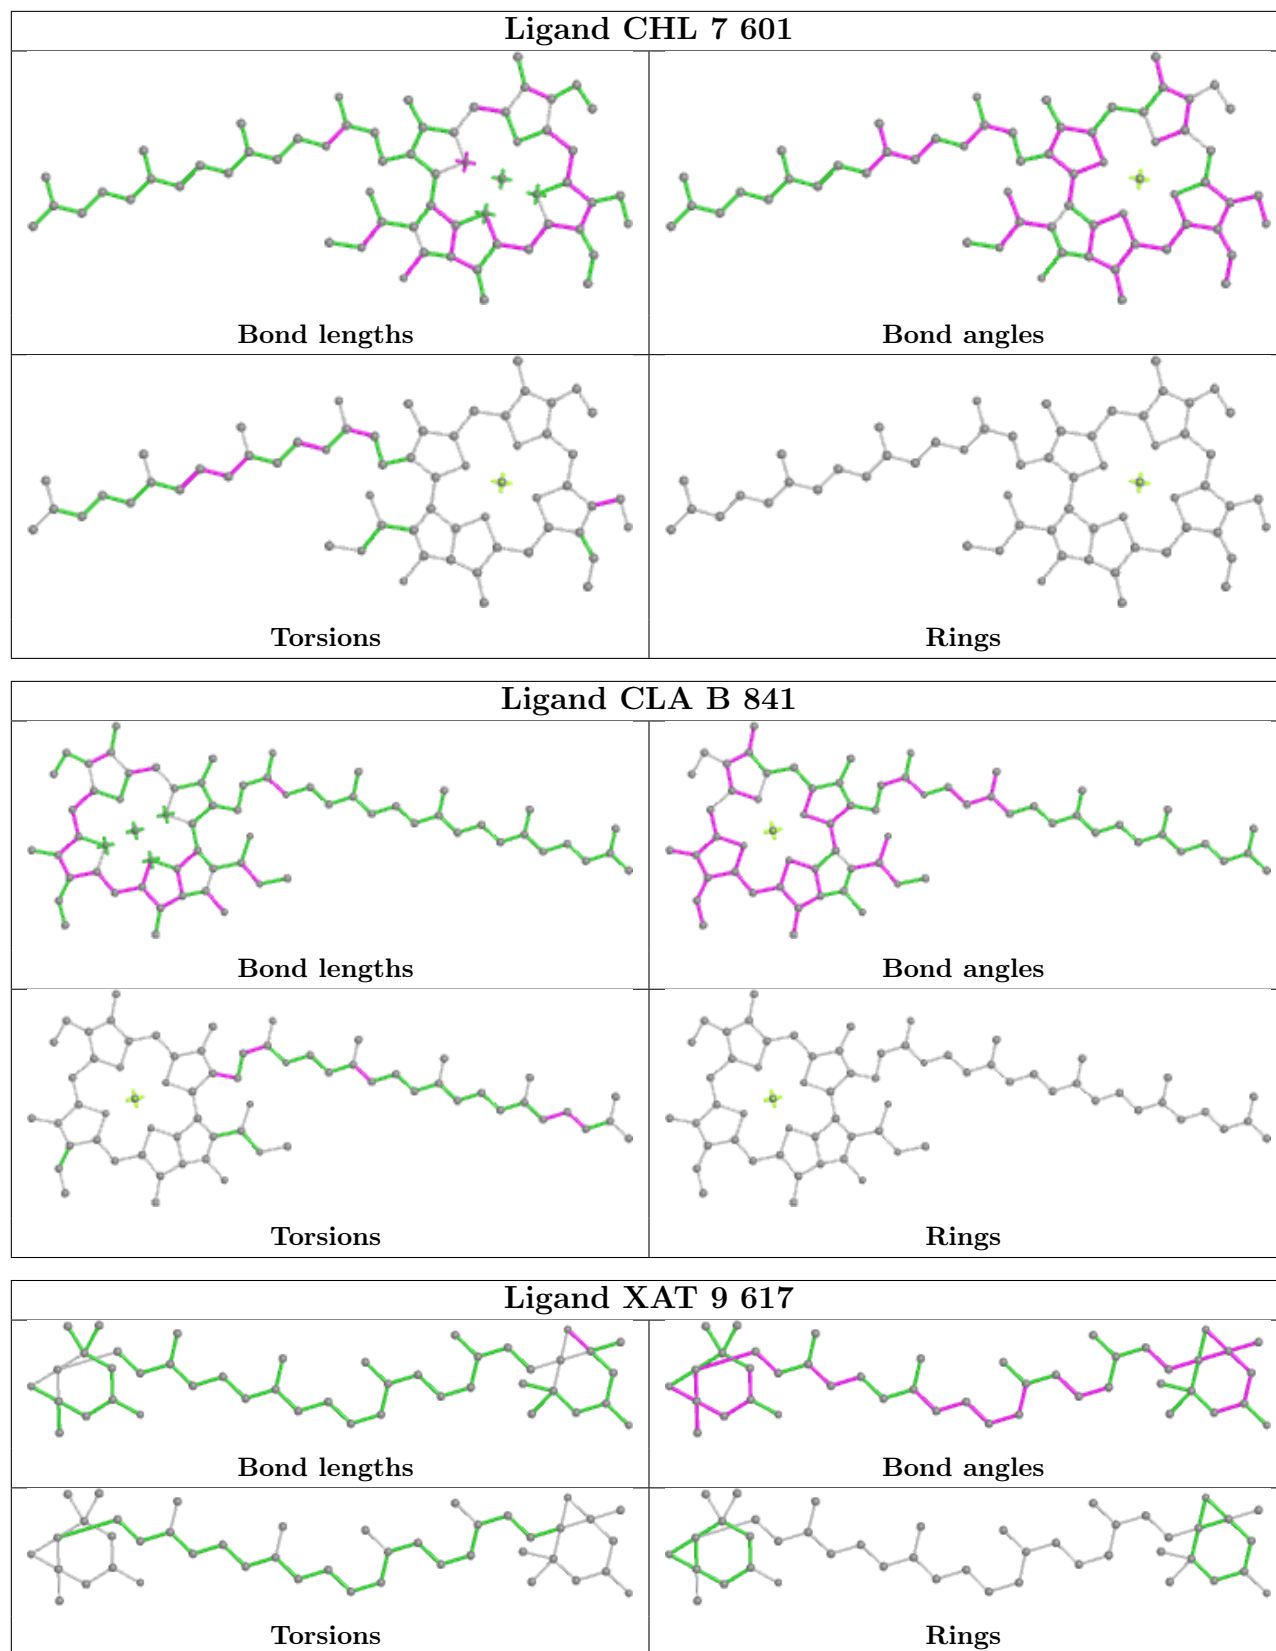 Ligand CHL 7 601
Bond lengths
Bond angles
Torsions
Rings
Ligand CLA B 841
Bond lengths
Bond angles
Torsions
Rings
Ligand XAT 9 617
Bond lengths
Bond angles
Torsions
Rings